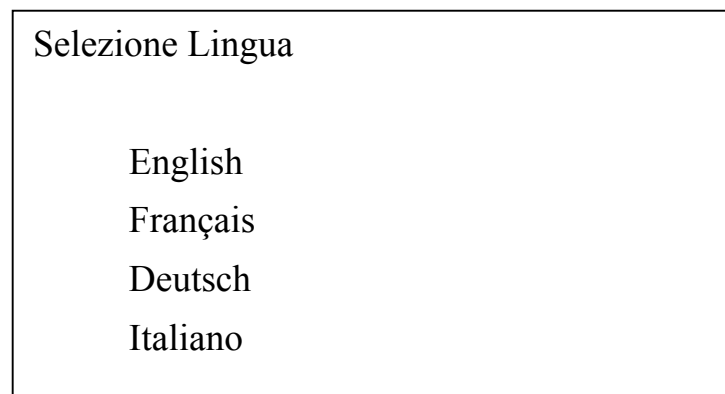 Selezione Lingua
English
Français
Deutsch
Italiano